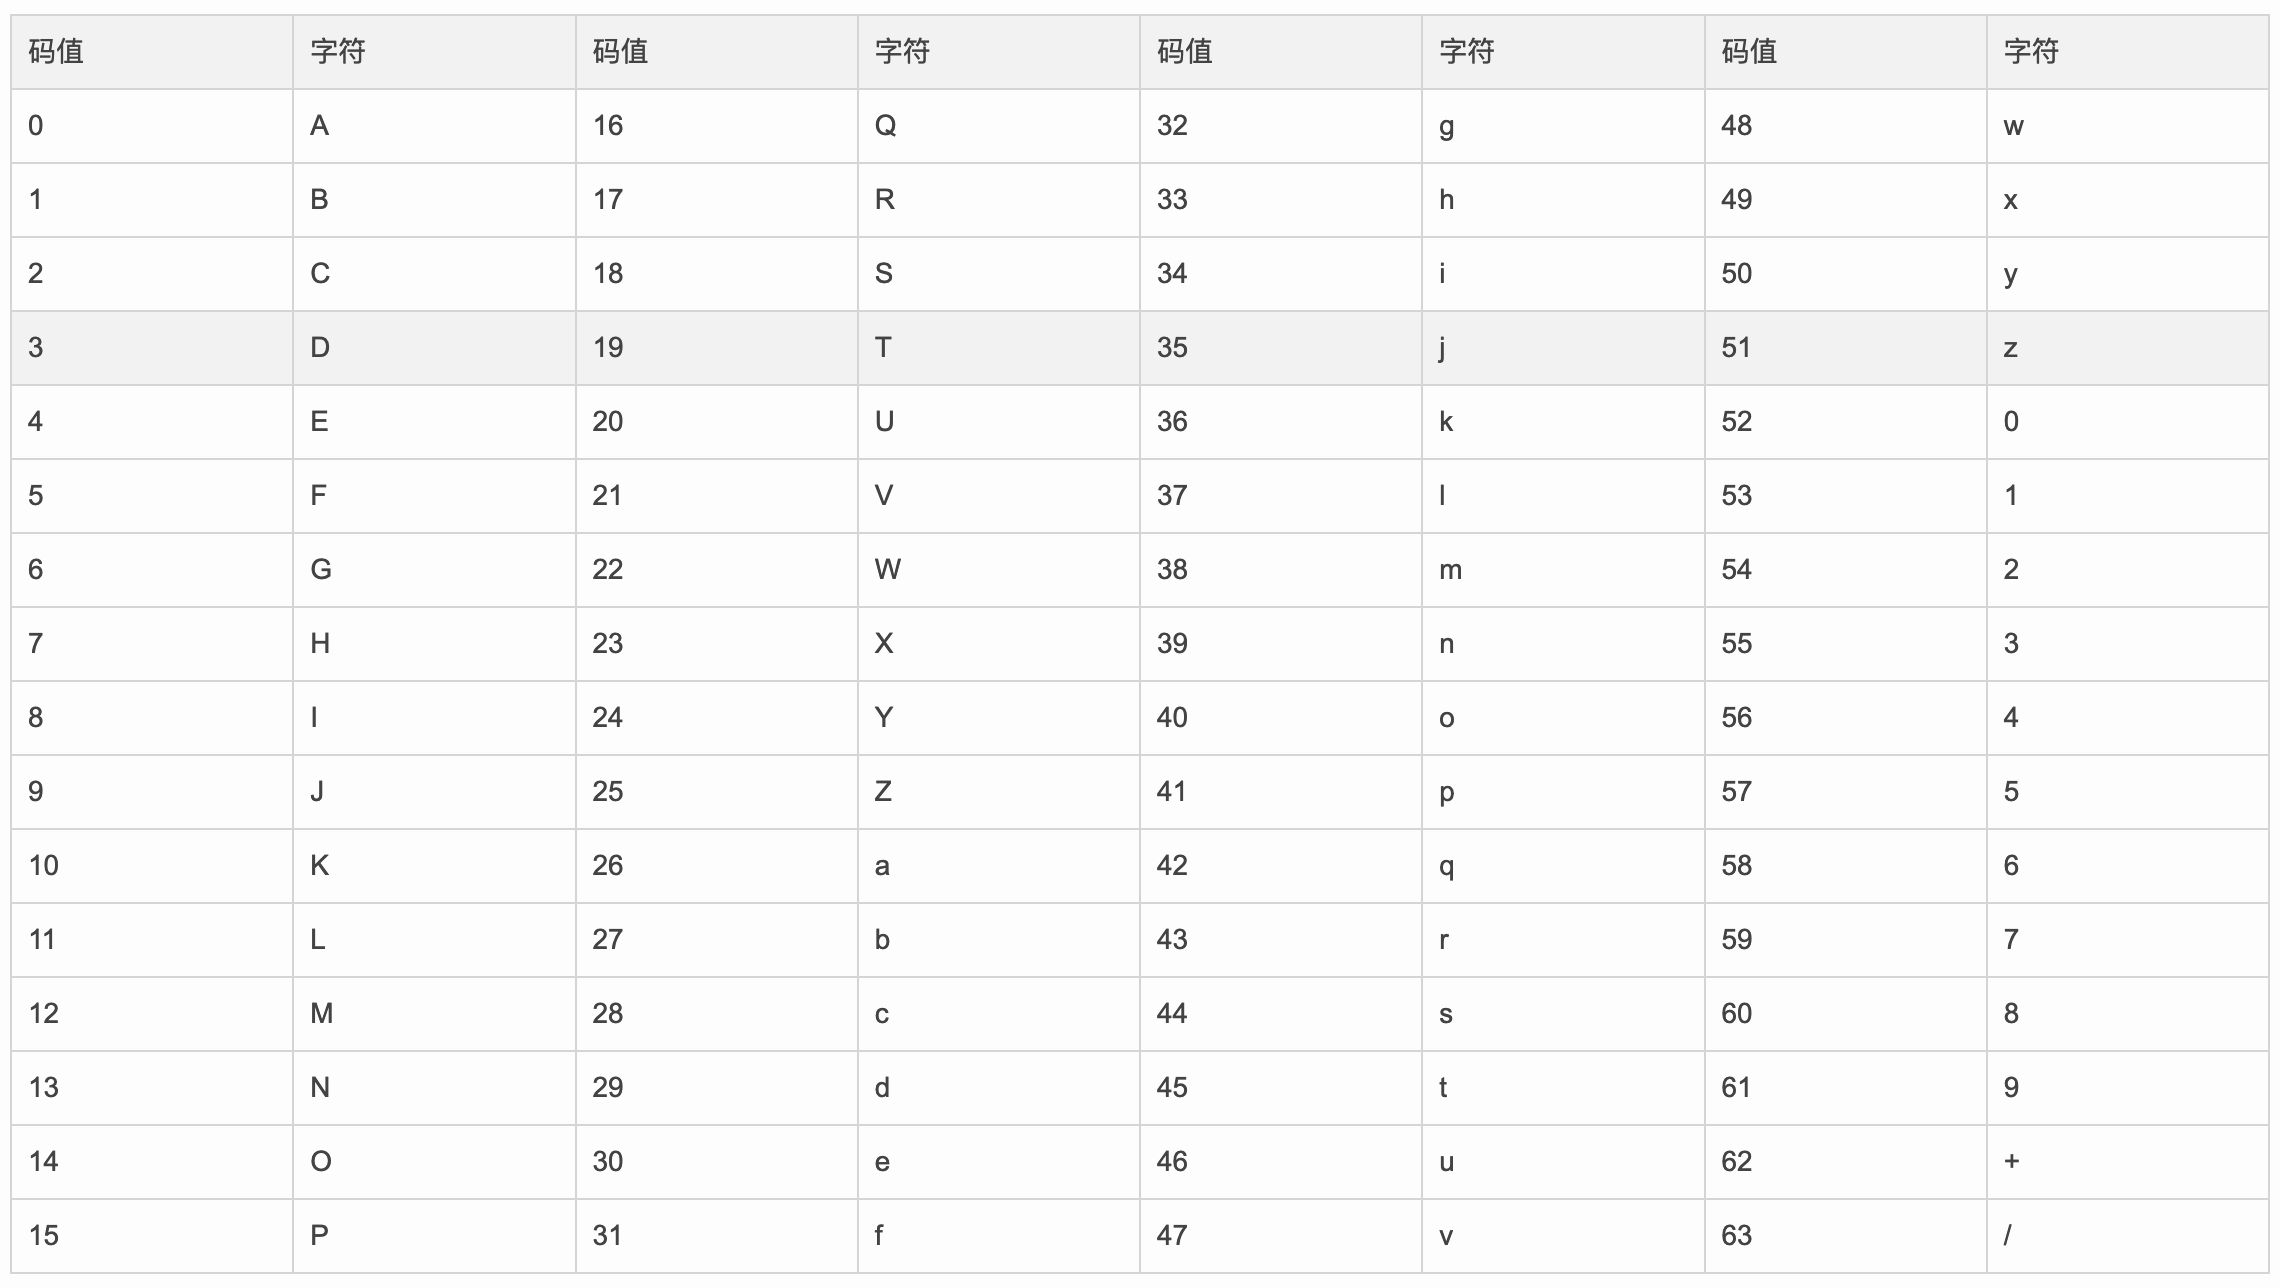 码值 字符 码值 字符 码值 字符 码值 字符
0 A 16 Q 32 g 48 w
1 B 17 R 33 h 49 x
2 C 18 S 34 i 50 y
3 D 19 T 35 j 51 z
4 E 20 U 36 k 52 0
5 F 21 V 37 l 53 1
6 G 22 W 38 m 54 2
7 H 23 X 39 n 55 3
8 I 24 Y 40 o 56 4
9 J 25 Z 41 p 57 5
10 K 26 a 42 q 58 6
11 L 27 b 43 r 59 7
12 M 28 c 44 s 60 8
13 N 29 d 45 t 61 9
14 O 30 e 46 u 62 +
15 P 31 f 47 v 63 /